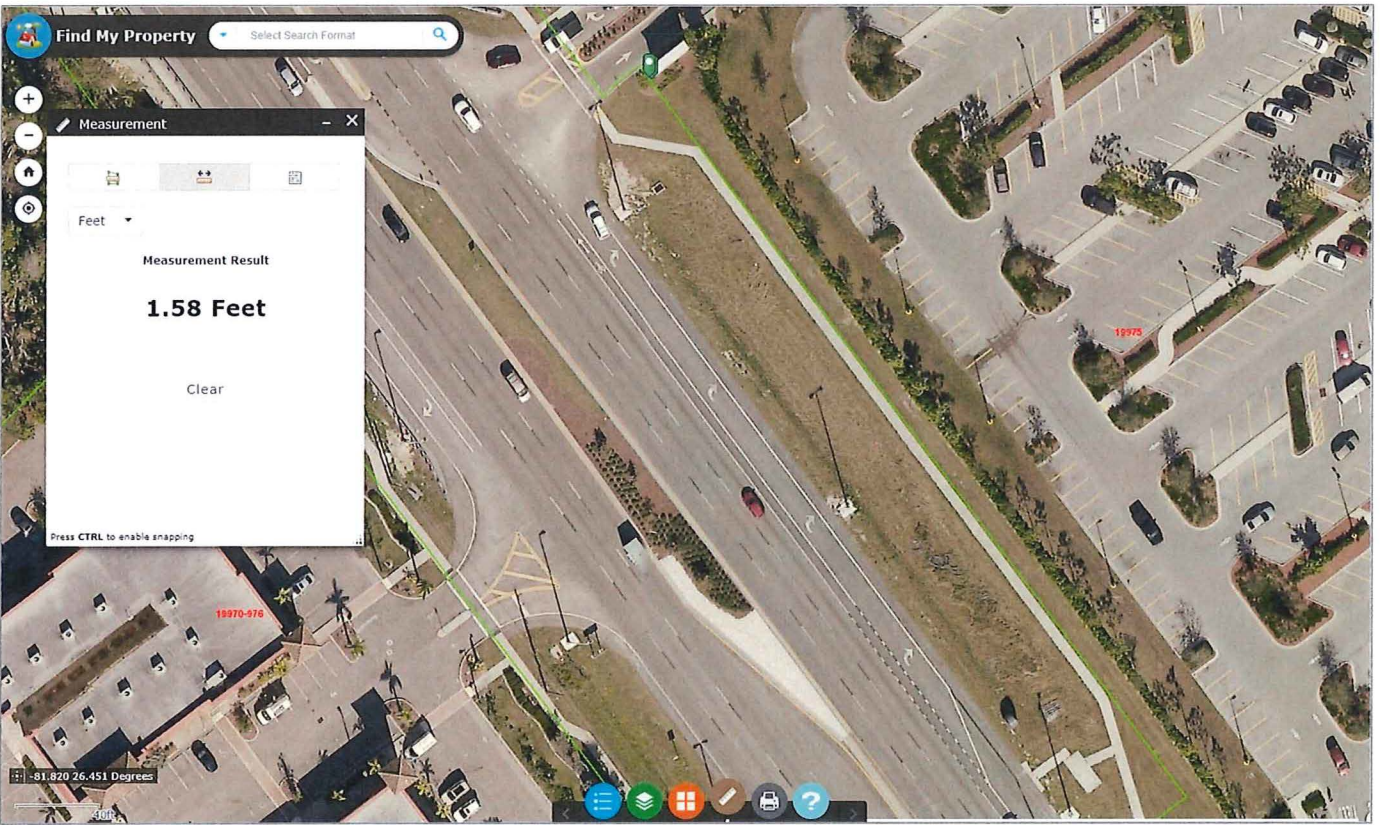 Find My Property
Select Search Format
+
−
Measurement
Feet
Measurement Result
1.58 Feet
Clear
Press CTRL to enable snapping
19975
19970-976
-81.820 26.451 Degrees
40ft
?